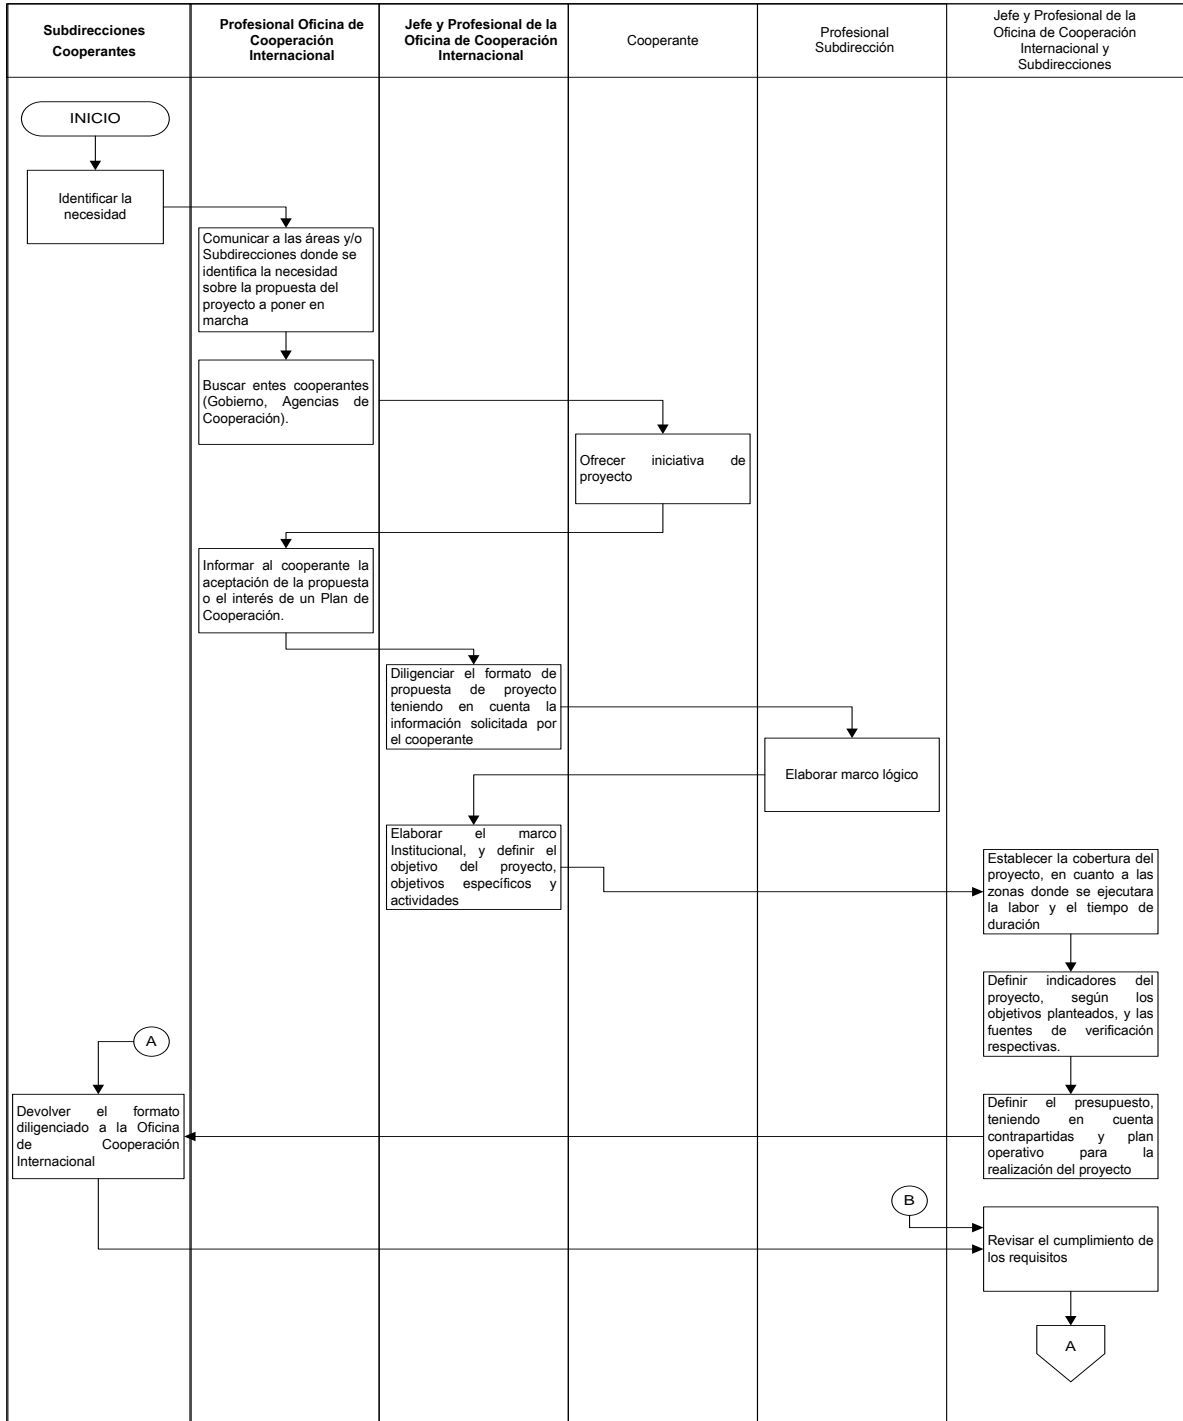 Subdirecciones
Cooperantes
Profesional Oficina de
Cooperación
Internacional
Jefe y Profesional de la
Oficina de Cooperación
Internacional
Cooperante
Profesional
Subdirección
Jefe y Profesional de la
Oficina de Cooperación
Internacional y
Subdirecciones
INICIO
Identificar la
necesidad
Comunicar a las áreas y/o
Subdirecciones donde se
identifica la necesidad
sobre la propuesta del
proyecto a poner en
marcha
Buscar entes cooperantes
(Gobierno, Agencias de
Cooperación).
Ofrecer iniciativa de
proyecto
Informar al cooperante la
aceptación de la propuesta
o el interés de un Plan de
Cooperación.
Diligenciar el formato de
propuesta de proyecto
teniendo en cuenta la
información solicitada por
el cooperante
Elaborar marco lógico
Elaborar el marco
Institucional, y definir el
objetivo del proyecto,
objetivos específicos y
actividades
Establecer la cobertura del
proyecto, en cuanto a las
zonas donde se ejecutara
la labor y el tiempo de
duración
Definir indicadores del
proyecto, según los
objetivos planteados, y las
fuentes de verificación
respectivas.
A
Devolver el formato
diligenciado a la Oficina
de Cooperación
Internacional
Definir el presupuesto,
teniendo en cuenta
contrapartidas y plan
operativo para la
realización del proyecto
B
Revisar el cumplimiento de
los requisitos
A